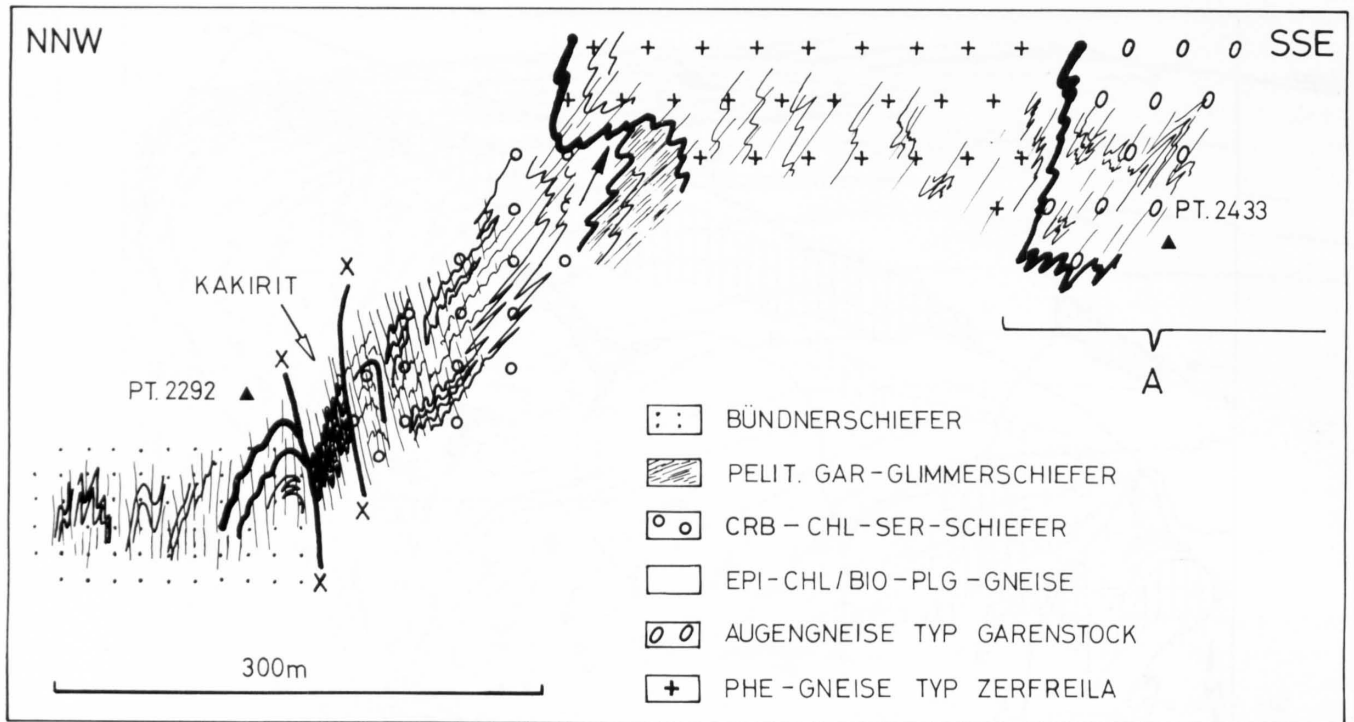 NNW
SSE
KAKIRIT
PT. 2292
PT. 2433
A
X
X
X
X
300m
BÜNDNERSCHIEFER
PELIT. GAR-GLIMMERSCHIEFER
CRB-CHL-SER-SCHIEFER
EPI-CHL/BIO-PLG-GNEISE
AUGENGNEISE TYP GARENSTOCK
PHE-GNEISE TYP ZERFREILA